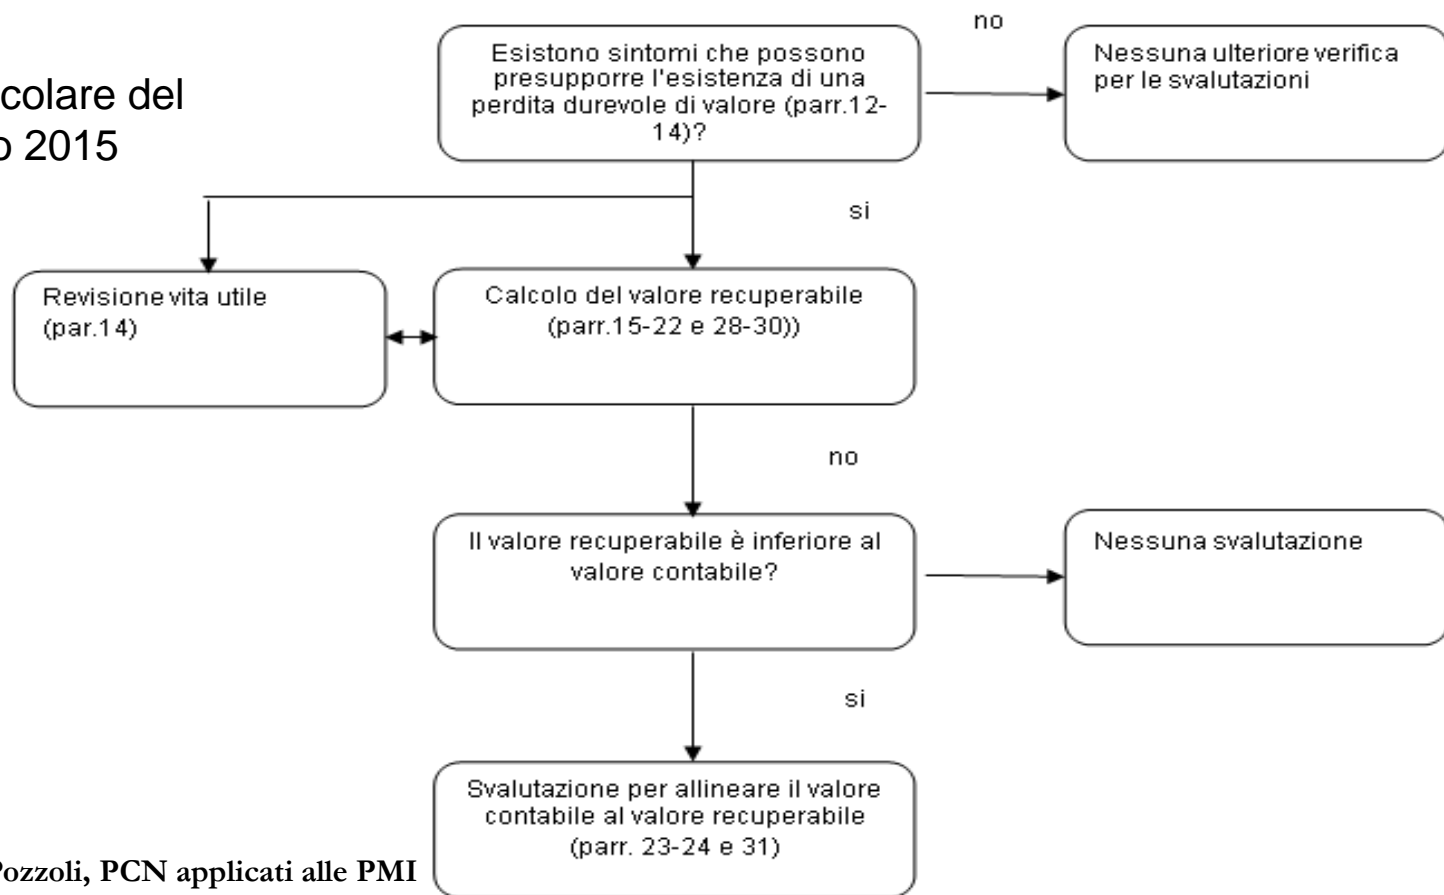 no
Esistono sintomi che possono
presupporre l'esistenza di una
perdita durevole di valore (parr.12-
14)?
Nessuna ulteriore verifica
per le svalutazioni
colare del
o 2015
si
Revisione vita utile
(par.14)
Calcolo del valore recuperabile
(parr.15-22 e 28-30))
no
Il valore recuperabile è inferiore al
valore contabile?
Nessuna svalutazione
si
Svalutazione per allineare il valore
contabile al valore recuperabile
(parr. 23-24 e 31)
Pozzoli, PCN applicati alle PMI